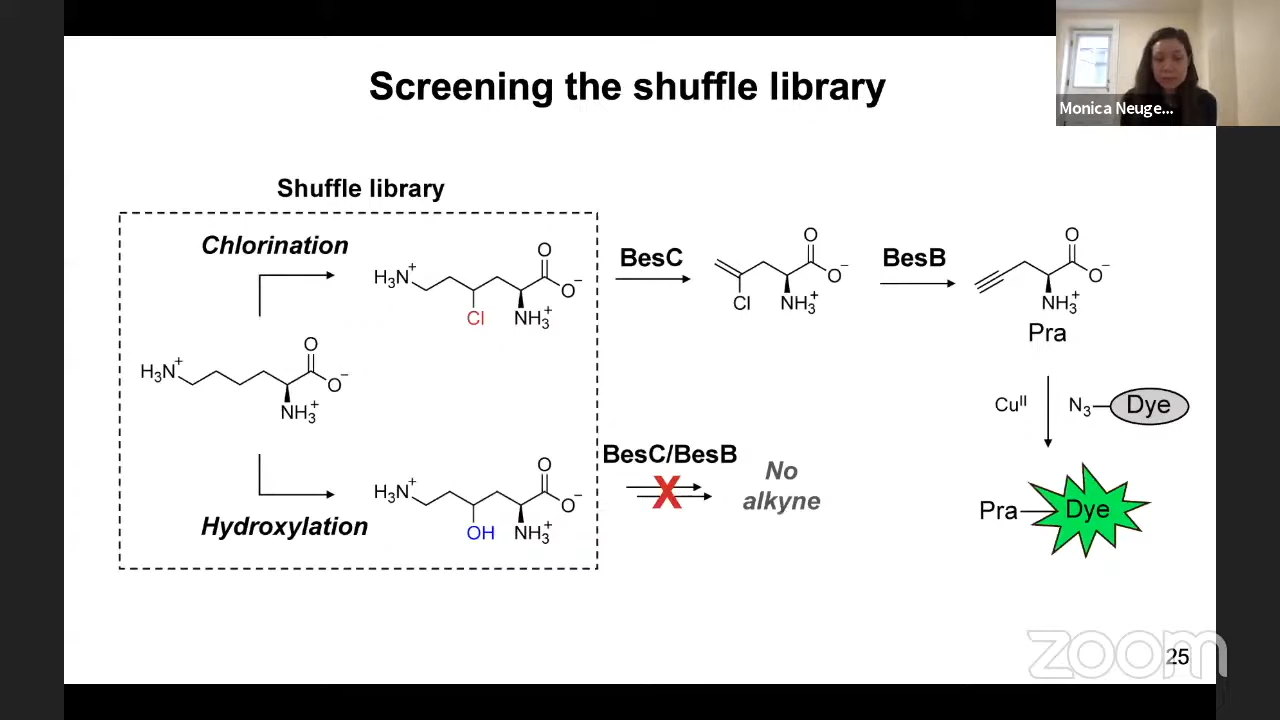 Screening the shuffle library
Monica Neuge...
Shuffle library
Chlorination
H3N+
Cl
O
O−
NH3+
BesC
Cl
O
O−
NH3+
BesB
O
O−
NH3+
Pra
H3N+
O
O−
NH3+
CuII
N3
Dye
Hydroxylation
H3N+
OH
O
O−
NH3+
BesC/BesB
X
No
alkyne
Pra
Dye
zoom
25